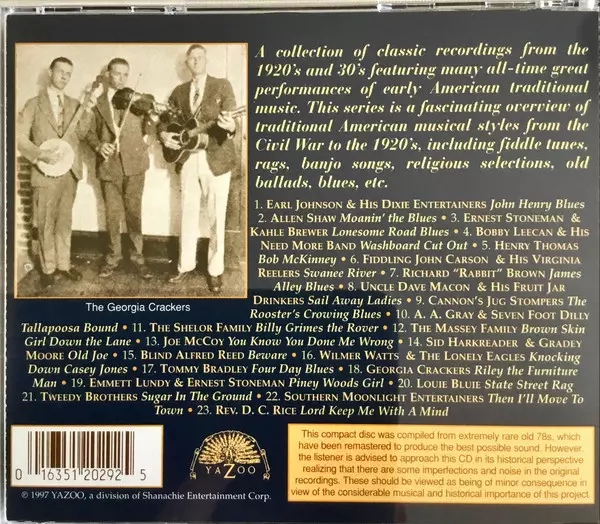 A collection of classic recordings from the
1920's and 30's featuring many all-time great
performances of early American traditional
music. This series is a fascinating overview of
traditional American musical styles from the
Civil War to the 1920's, including fiddle tunes,
rags, banjo songs, religious selections, old
ballads, blues, etc.
The Georgia Crackers
1. EARL JOHNSON & HIS DIXIE ENTERTAINERS John Henry Blues
2. ALLEN SHAW Moanin' the Blues • 3. ERNEST STONEMAN &
KAHLE BREWER Lonesome Road Blues • 4. BOBBY LEECAN & HIS
NEED MORE BAND Washboard Cut Out • 5. HENRY THOMAS
Bob McKinney • 6. FIDDLING JOHN CARSON & HIS VIRGINIA
REELERS Swanee River • 7. RICHARD "RABBIT" BROWN James
Alley Blues • 8. UNCLE DAVE MACON & HIS FRUIT JAR
DRINKERS Sail Away Ladies • 9. CANNON'S JUG STOMPERS The
Rooster's Crowing Blues • 10. A. A. GRAY & SEVEN FOOT DILLY
Tallapoosa Bound • 11. THE SHELOR FAMILY Billy Grimes the Rover • 12. THE MASSEY FAMILY Brown Skin
Girl Down the Lane • 13. JOE MCCOY You Know You Done Me Wrong • 14. SID HARKREADER & GRADEY
MOORE Old Joe • 15. BLIND ALFRED REED Beware • 16. WILMER WATTS & THE LONELY EAGLES Knocking
Down Casey Jones • 17. TOMMY BRADLEY Four Day Blues • 18. GEORGIA CRACKERS Riley the Furniture
Man • 19. EMMETT LUNDY & ERNEST STONEMAN Piney Woods Girl • 20. LOUIE BLUIE State Street Rag
21. TWEEDY BROTHERS Sugar In The Ground • 22. SOUTHERN MOONLIGHT ENTERTAINERS Then I'll Move To
Town • 23. REV. D. C. RICE Lord Keep Me With A Mind
0 16351 20292 5
YAZOO
This compact disc was compiled from extremely rare old 78s, which
have been remastered to produce the best possible sound. However,
the listener is advised to approach this CD in its historical perspective
realizing that there are some imperfections and noise in the original
recordings. These should be viewed as being of minor consequence in
view of the considerable musical and historical importance of this project.
© 1997 YAZOO, a division of Shanachie Entertainment Corp.